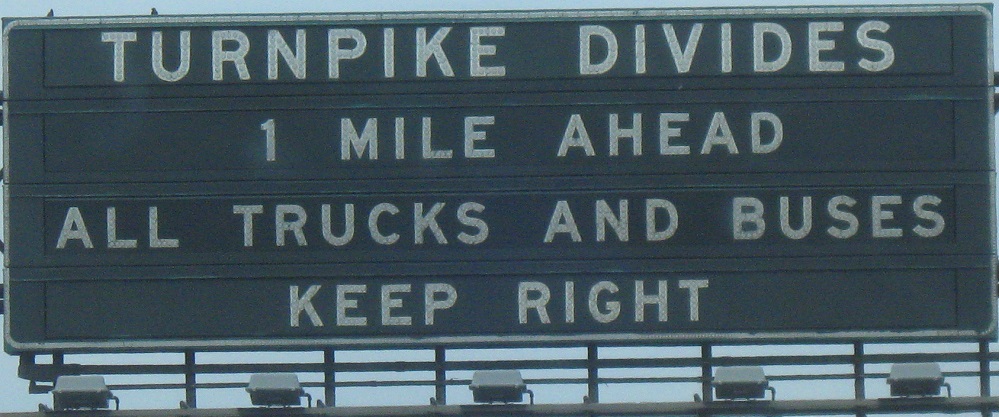 TURNPIKE DIVIDES
1 MILE AHEAD
ALL TRUCKS AND BUSES
KEEP RIGHT